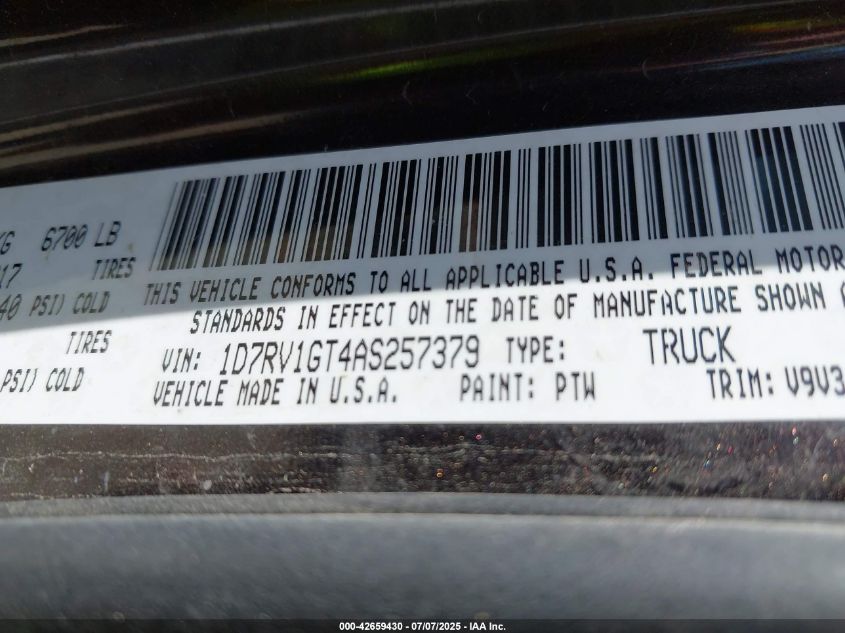 KG 6700 LB
17 TIRES
40 PSI) COLD
TIRES
PSI) COLD
THIS VEHICLE CONFORMS TO ALL APPLICABLE U.S.A. FEDERAL MOTOR
STANDARDS IN EFFECT ON THE DATE OF MANUFACTURE SHOWN
VIN: 1D7RV1GT4AS257379 TYPE: TRUCK
VEHICLE MADE IN U.S.A. PAINT: PTW TRIM: V9V3
000-42659430 - 07/07/2025 - IAA Inc.